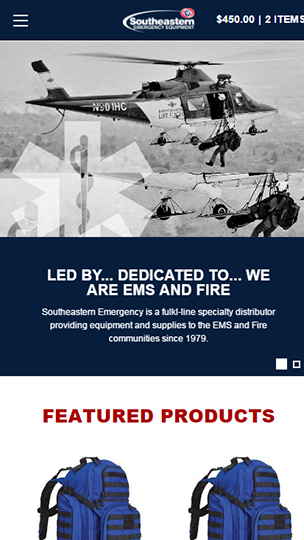 Southeastern
EMERGENCY EQUIPMENT
$450.00 | 2 ITEMS
N901HC
LIFE FLIGHT
LED BY... DEDICATED TO... WE
ARE EMS AND FIRE
Southeastern Emergency is a fulkl-line specialty distributor
providing equipment and supplies to the EMS and Fire
communities since 1979.
FEATURED PRODUCTS